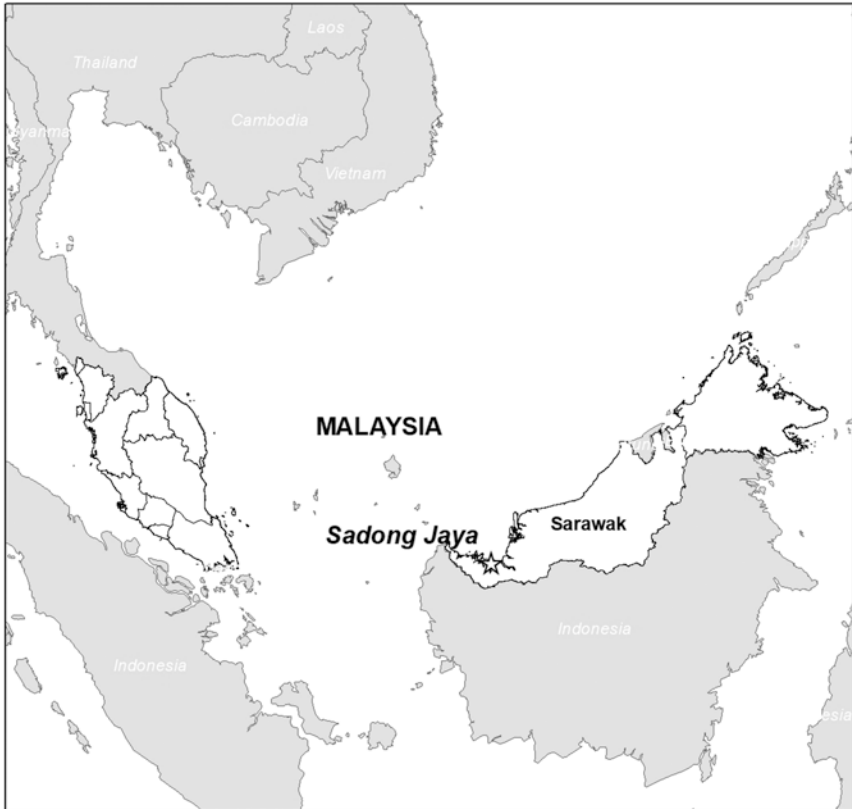 Laos
Thailand
Cambodia
Vietnam
MALAYSIA
Sadong Jaya
Sarawak
Indonesia
Indonesia